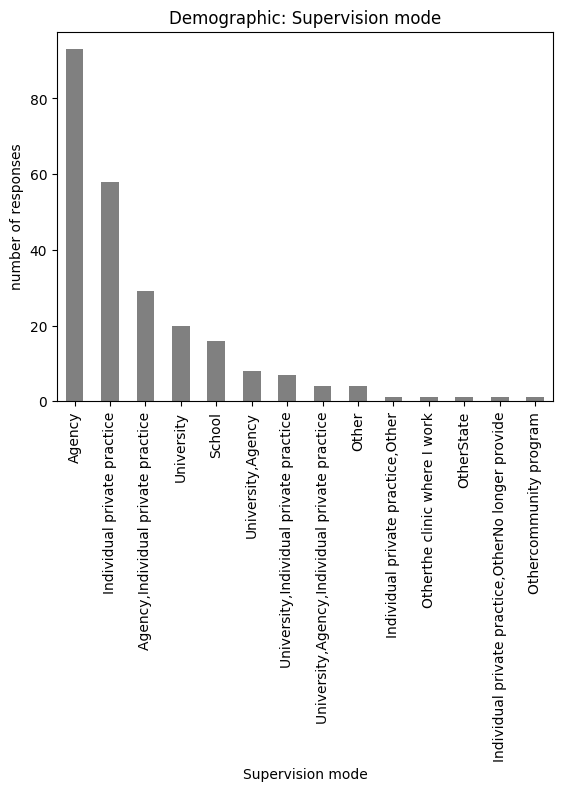 Demographic: Supervision mode
number of responses
80
60
40
20
0
Agency
Individual private practice
Agency,Individual private practice
University
School
University,Agency
University,Individual private practice
University,Agency,Individual private practice
Other
Individual private practice,Other
Otherthe clinic where I work
OtherState
Individual private practice,OtherNo longer provide
Othercommunity program
Supervision mode